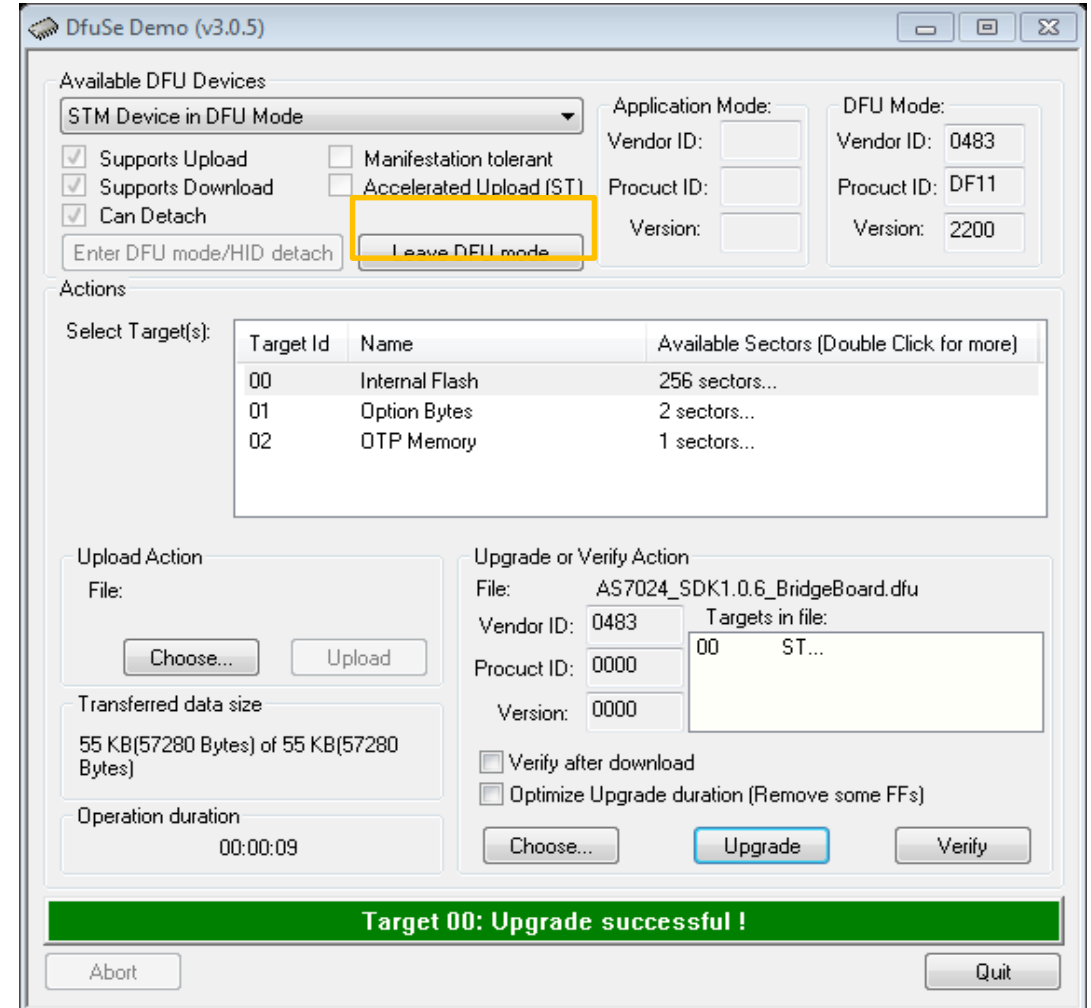 DfuSe Demo (v3.0.5)
Available DFU Devices
STM Device in DFU Mode
Supports Upload
Manifestation tolerant
Supports Download
Accelerated Upload (ST)
Can Detach
Enter DFU mode/HID detach
Leave DFU mode
Application Mode:
Vendor ID:
Procuct ID:
Version:
DFU Mode:
Vendor ID: 0483
Procuct ID: DF11
Version: 2200
Actions
Select Target(s):
Target Id Name Available Sectors (Double Click for more)
00 Internal Flash 256 sectors...
01 Option Bytes 2 sectors...
02 OTP Memory 1 sectors...
Upload Action
File:
Choose... Upload
Transferred data size
55 KB(57280 Bytes) of 55 KB(57280
Bytes)
Operation duration
00:00:09
Upgrade or Verify Action
File: AS7024_SDK1.0.6_BridgeBoard.dfu
Vendor ID: 0483
Procuct ID: 0000
Version: 0000
Targets in file:
00 ST...
Verify after download
Optimize Upgrade duration (Remove some FFs)
Choose... Upgrade Verify
Target 00: Upgrade successful !
Abort Quit